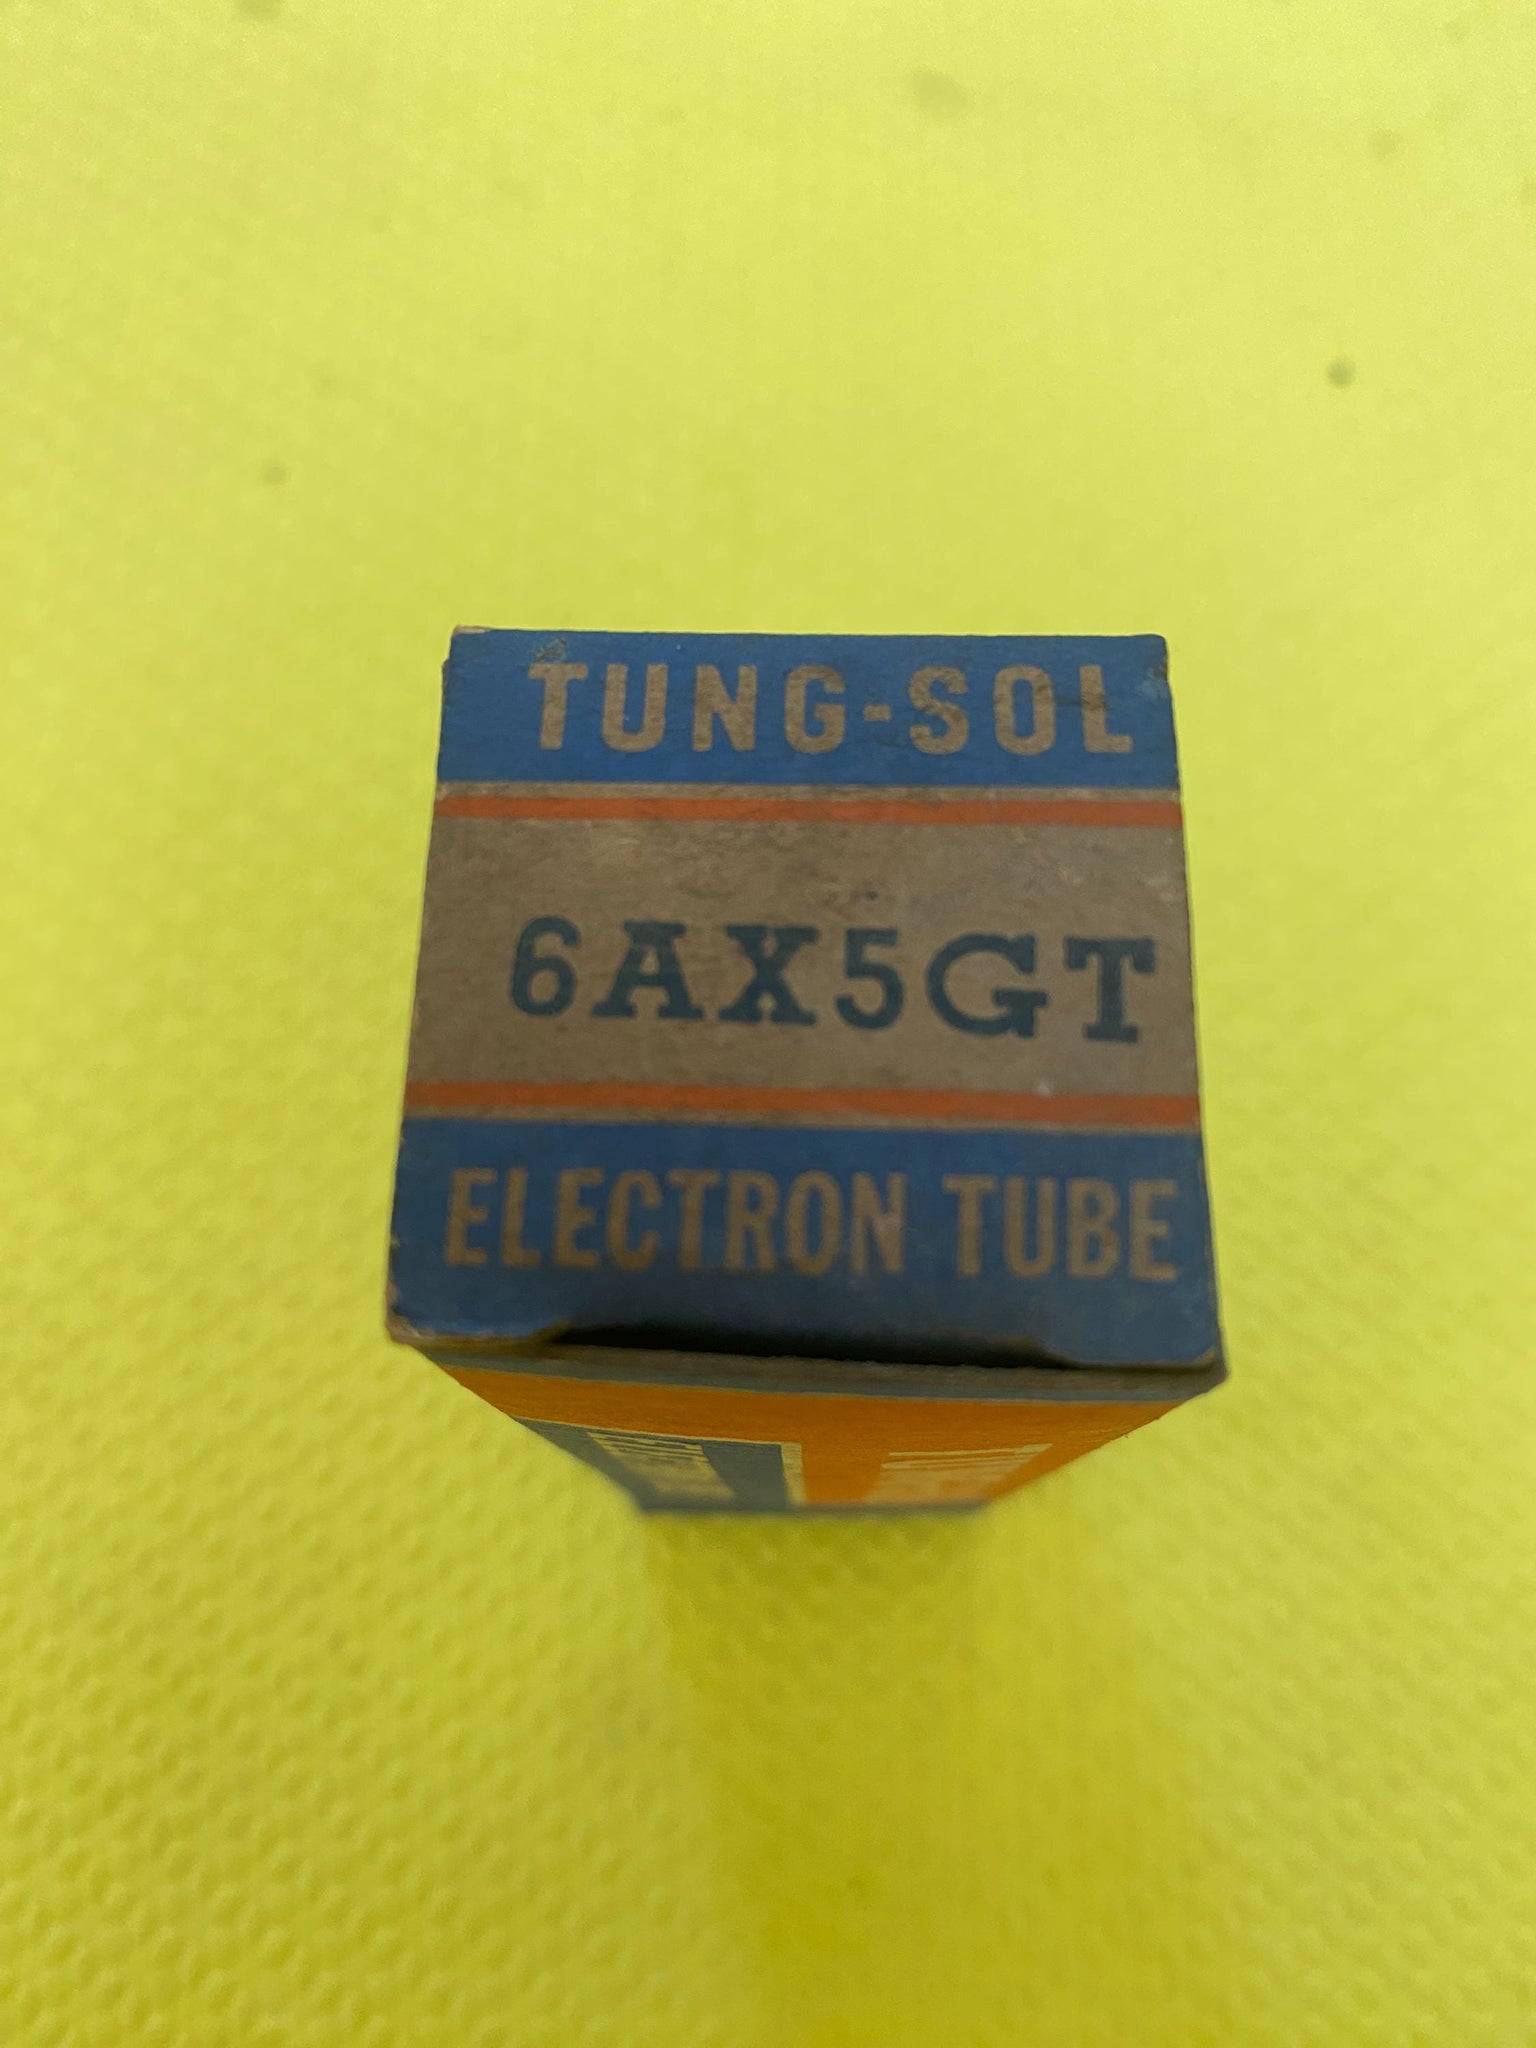 TUNG-SOL
6AX5GT
ELECTRON TUBE